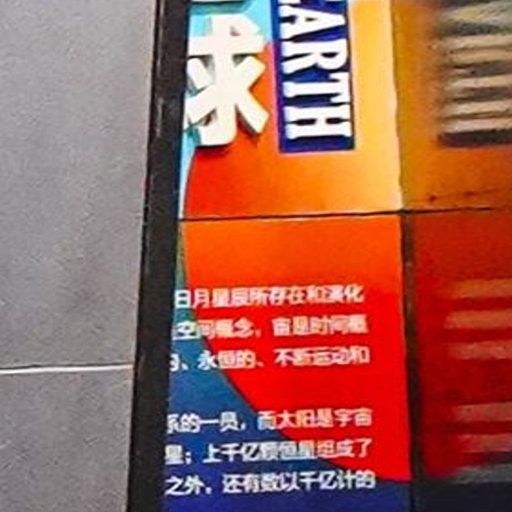 球
EARTH
日月星辰所存在和演化
空间概念，宙是时间概
、永恒的、不断运动和
系的一员，而太阳是宇宙
星；上千亿颗恒星组成了
之外，还有数以千亿计的